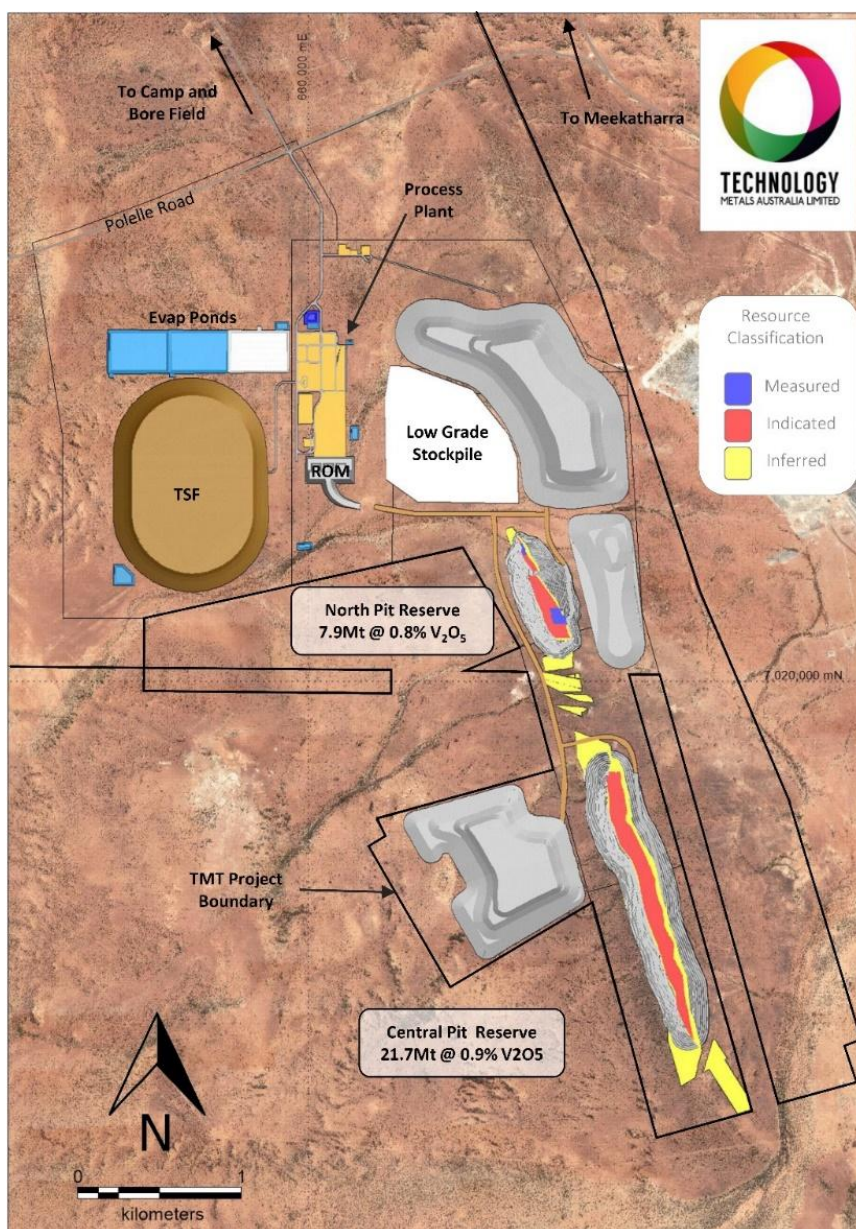 To Camp and
Bore Field
660,000 mE
To Meekatharra
TECHNOLOGY
METALS AUSTRALIA LIMITED
Process
Plant
Polelle Road
Evap Ponds
Resource
Classification
Measured
Indicated
Inferred
Low Grade
Stockpile
ROM
TSF
North Pit Reserve
7.9Mt @ 0.8% V₂O₅
7,020,000 mN
TMT Project
Boundary
Central Pit Reserve
21.7Mt @ 0.9% V2O5
N
0 1
kilometers